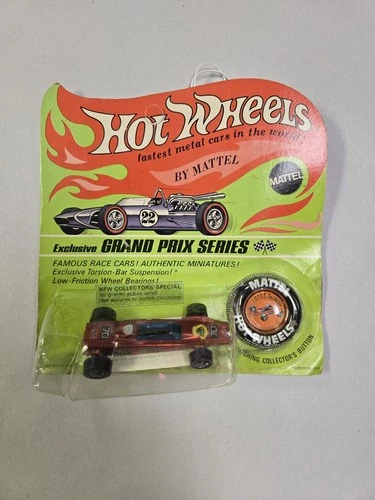 HOT WHEELS
fastest metal cars in the world
BY MATTEL
MATTEL
22
Exclusive GRAND PRIX SERIES
FAMOUS RACE CARS! AUTHENTIC MINIATURES!
Exclusive Torsion-Bar Suspension!*
Low-Friction Wheel Bearings!
NEW COLLECTORS SPECIAL
MATTEL
HOT WHEELS
COLLECTOR'S BUTTON